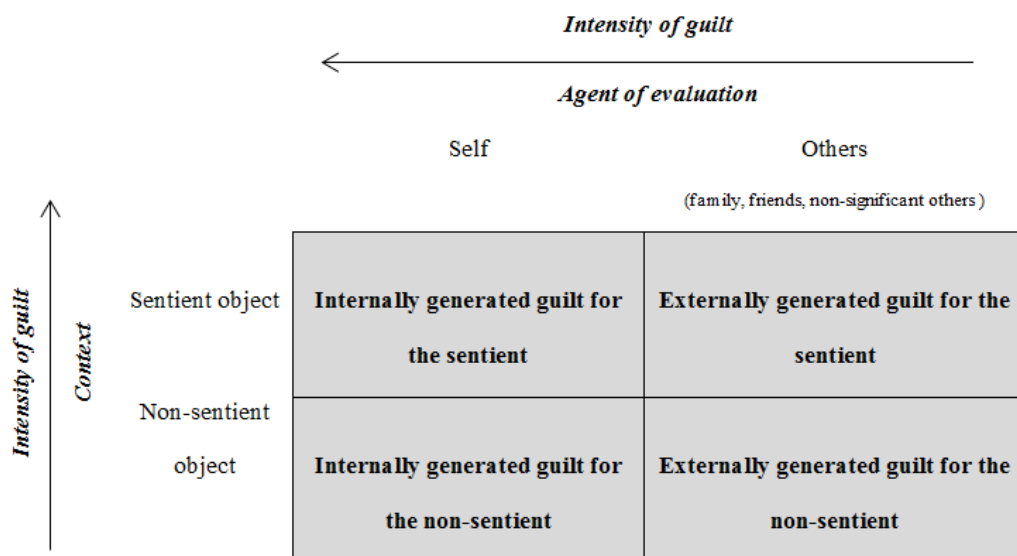 Intensity of guilt
Agent of evaluation
Self
Others
(family, friends, non-significant others )
Intensity of guilt
Context
Sentient object
Internally generated guilt for
the sentient
Externally generated guilt for the
sentient
Non-sentient
object
Internally generated guilt for
the non-sentient
Externally generated guilt for the
non-sentient